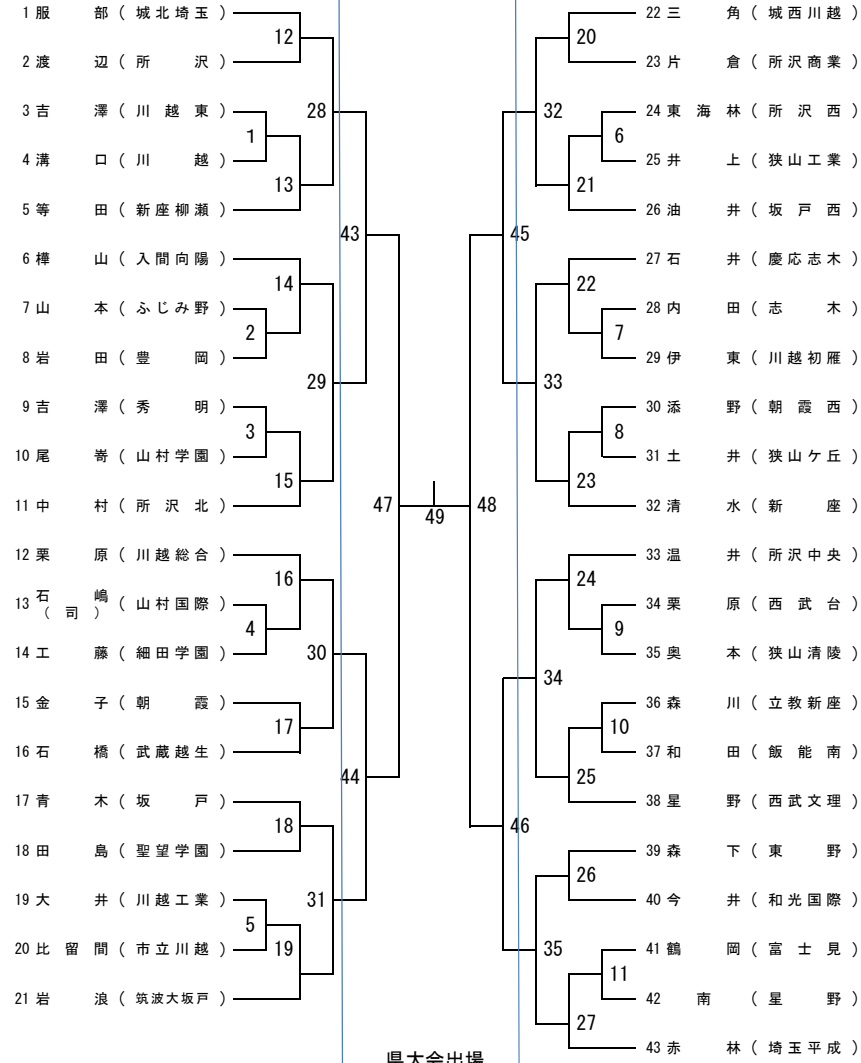 1 服 部 ( 城北埼玉 )
2 渡 辺 ( 所 沢 )
3 吉 澤 ( 川越東 )
4 溝 口 ( 川 越 )
5 等 田 ( 新座柳瀬 )
6 樺 山 ( 入間向陽 )
7 山 本 ( ふじみ野 )
8 岩 田 ( 豊 岡 )
9 吉 澤 ( 秀 明 )
10 尾 嵜 ( 山村学園 )
11 中 村 ( 所沢北 )
12 栗 原 ( 川越総合 )
13 石 嶋 ( 司 ) ( 山村国際 )
14 工 藤 ( 細田学園 )
15 金 子 ( 朝 霞 )
16 石 橋 ( 武蔵越生 )
17 青 木 ( 坂 戸 )
18 田 島 ( 聖望学園 )
19 大 井 ( 川越工業 )
20 比留間 ( 市立川越 )
21 岩 浪 ( 筑波大坂戸 )
12
1
13
28
14
2
29
3
15
43
16
4
30
17
44
18
5
19
31
47
49
48
22 三 角 ( 城西川越 )
23 片 倉 ( 所沢商業 )
24 東海林 ( 所沢西 )
25 井 上 ( 狭山工業 )
26 油 井 ( 坂戸西 )
27 石 井 ( 慶応志木 )
28 内 田 ( 志 木 )
29 伊 東 ( 川越初雁 )
30 添 野 ( 朝霞西 )
31 土 井 ( 狭山ケ丘 )
32 清 水 ( 新 座 )
33 温 井 ( 所沢中央 )
34 栗 原 ( 西武台 )
35 奥 本 ( 狭山清陵 )
36 森 川 ( 立教新座 )
37 和 田 ( 飯能南 )
38 星 野 ( 西武文理 )
39 森 下 ( 東 野 )
40 今 井 ( 和光国際 )
41 鶴 岡 ( 富士見 )
42 南 ( 星 野 )
43 赤 林 ( 埼玉平成 )
20
32
6
21
45
22
7
33
8
23
24
9
34
10
25
46
26
35
11
27
県大会出場